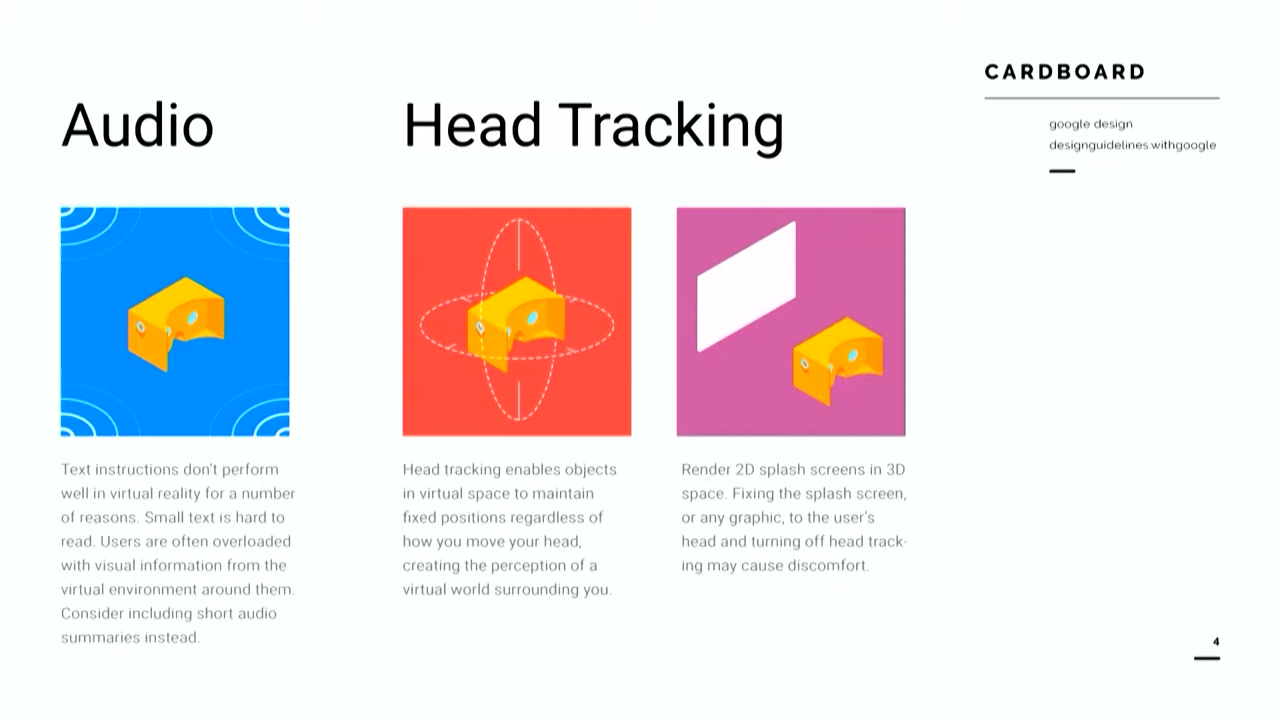 CARDBOARD
google design
designguidelines.withgoogle
Audio
Text instructions don't perform
well in virtual reality for a number
of reasons. Small text is hard to
read. Users are often overloaded
with visual information from the
virtual environment around them.
Consider including short audio
summaries instead.
Head Tracking
Head tracking enables objects
in virtual space to maintain
fixed positions regardless of
how you move your head,
creating the perception of a
virtual world surrounding you.
Render 2D splash screens in 3D
space. Fixing the splash screen,
or any graphic, to the user's
head and turning off head track-
ing may cause discomfort.
4